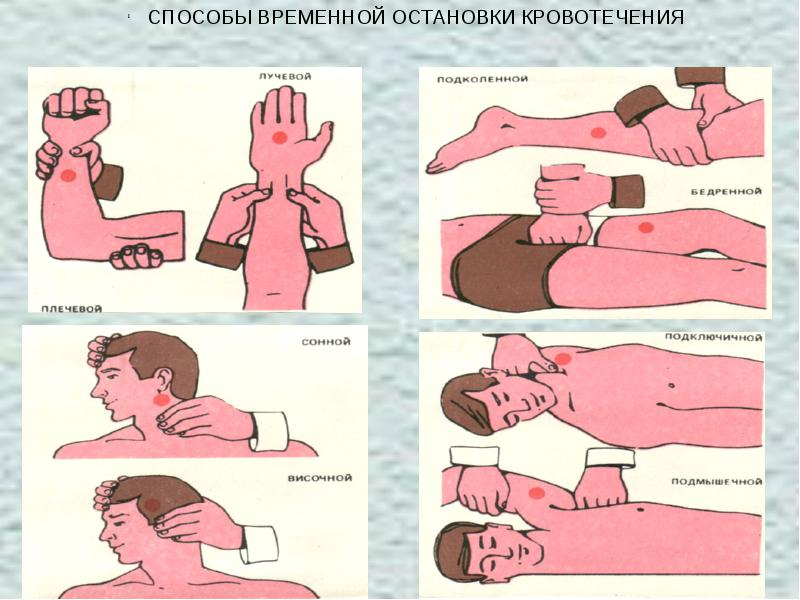 СПОСОБЫ ВРЕМЕННОЙ ОСТАНОВКИ КРОВОТЕЧЕНИЯ
ЛУЧЕВОЙ
ПЛЕЧЕВОЙ
ПОДКОЛЕННОЙ
БЕДРЕННОЙ
СОННОЙ
ВИСОЧНОЙ
ПОДКЛЮЧИЧНОЙ
ПОДМЫШЕЧНОЙ